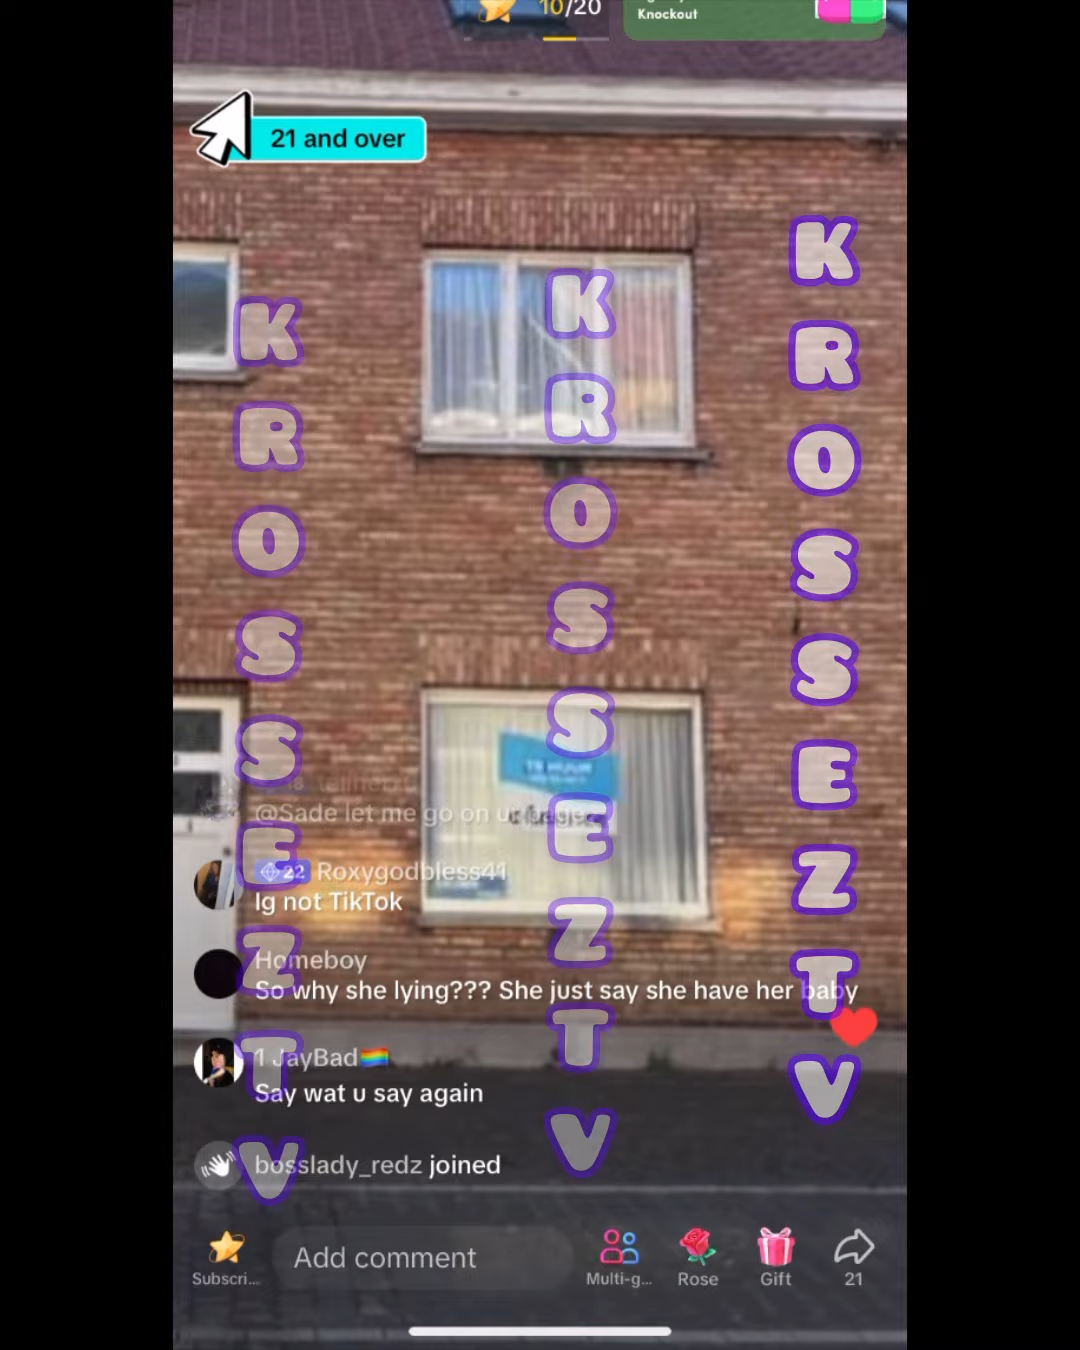 10/20
Knockout
21 and over
KROSSEZTV
KROSSEZTV
KROSSEZTV
TE HUUR
@Sade let me go on ur
22 Roxygodbless41
Ig not TikTok
Homeboy
So why she lying??? She just say she have her baby
1 JayBad🏳️‍🌈
Say wat u say again
bosslady_redz joined
Subscri...
Add comment
Multi-g...
Rose
Gift
21